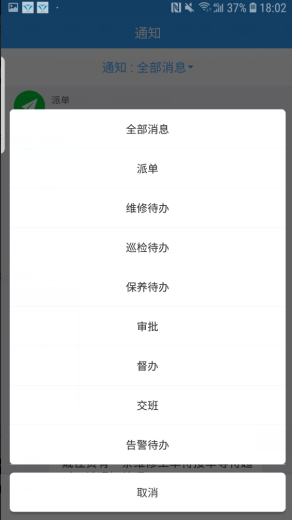 37% 18:02
通知
通知 : 全部消息
派单
全部消息
派单
维修待办
巡检待办
保养待办
审批
督办
交班
告警待办
取消